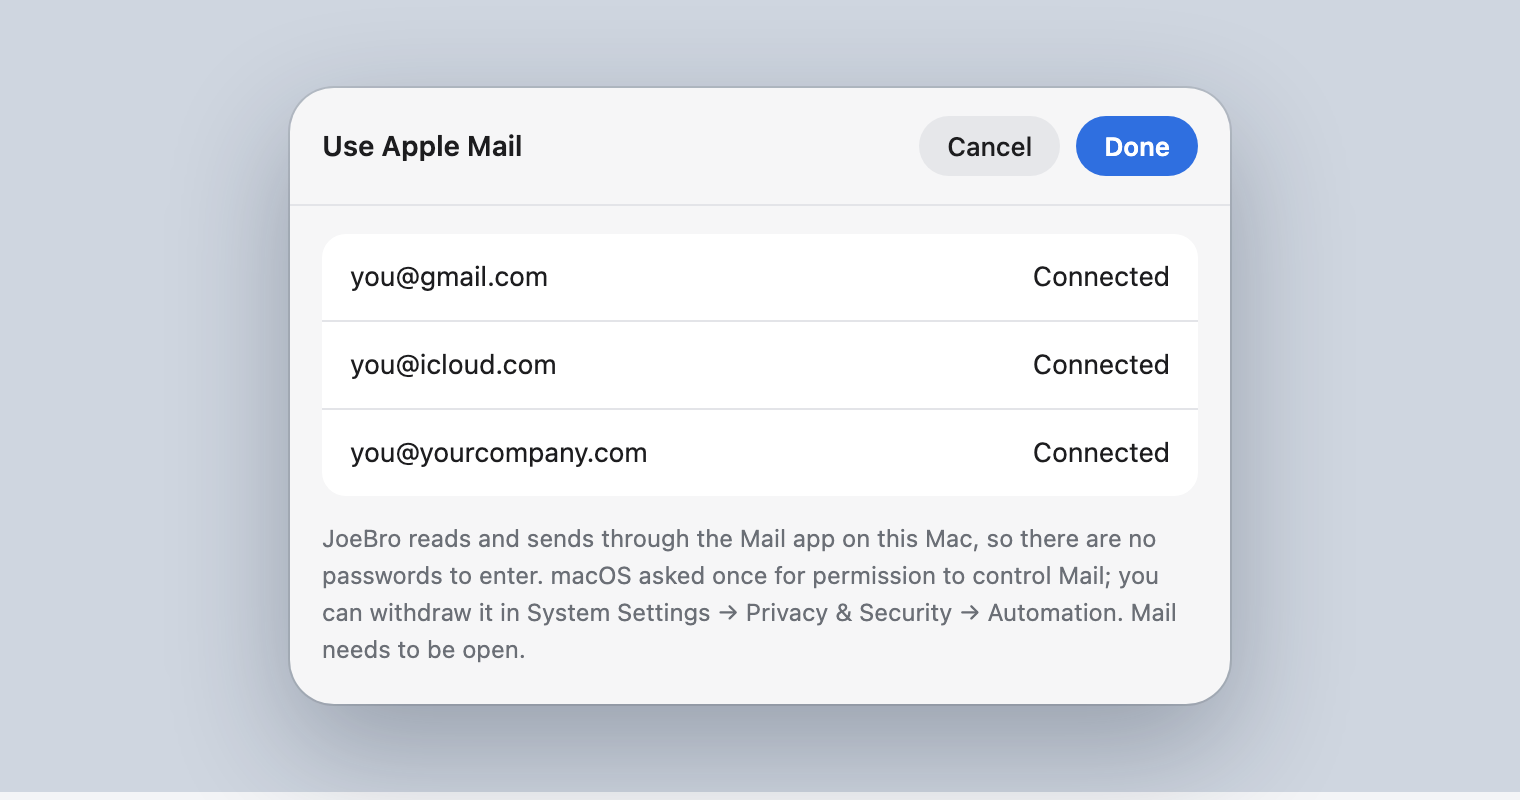 Use Apple Mail
Cancel
Done
you@gmail.com
Connected
you@icloud.com
Connected
you@yourcompany.com
Connected
JoeBro reads and sends through the Mail app on this Mac, so there are no
passwords to enter. macOS asked once for permission to control Mail; you
can withdraw it in System Settings → Privacy & Security → Automation. Mail
needs to be open.